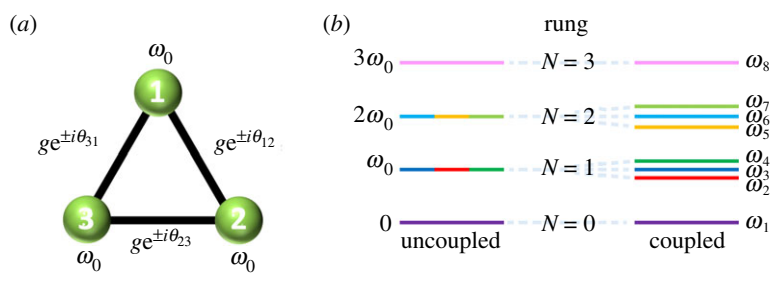 (a)
ω₀
1
ge^{±iθ₃₁}
ge^{±iθ₁₂}
3
2
ge^{±iθ₂₃}
ω₀
ω₀
(b)
rung
3ω₀
N = 3
ω₈
2ω₀
N = 2
ω₇
ω₆
ω₅
ω₀
N = 1
ω₄
ω₃
ω₂
0
N = 0
ω₁
uncoupled
coupled